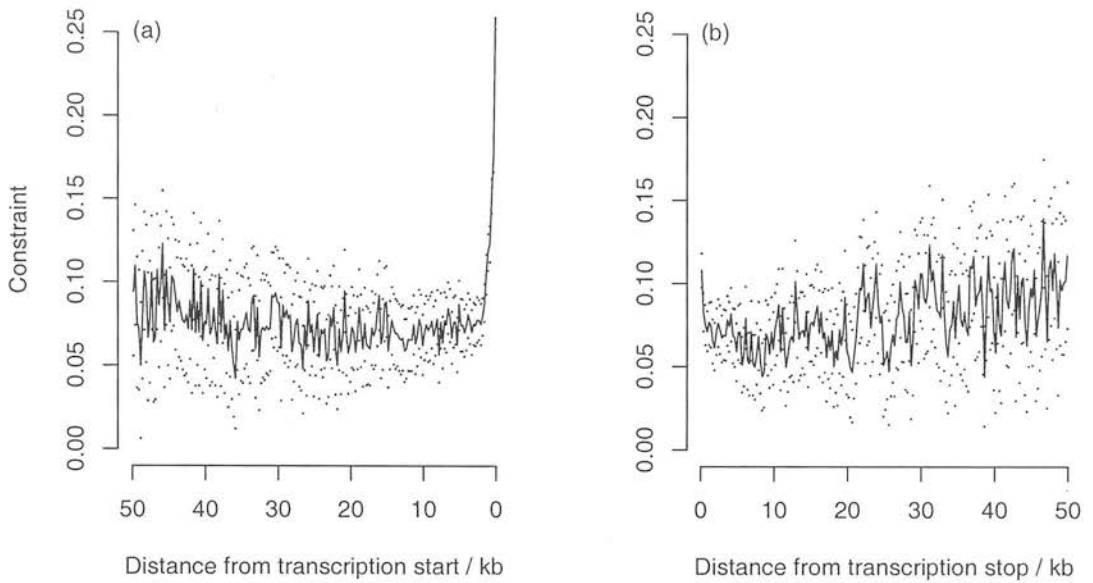 (a)
Constraint
0.25
0.20
0.15
0.10
0.05
0.00
50 40 30 20 10 0
Distance from transcription start / kb
(b)
0.25
0.20
0.15
0.10
0.05
0.00
0 10 20 30 40 50
Distance from transcription stop / kb